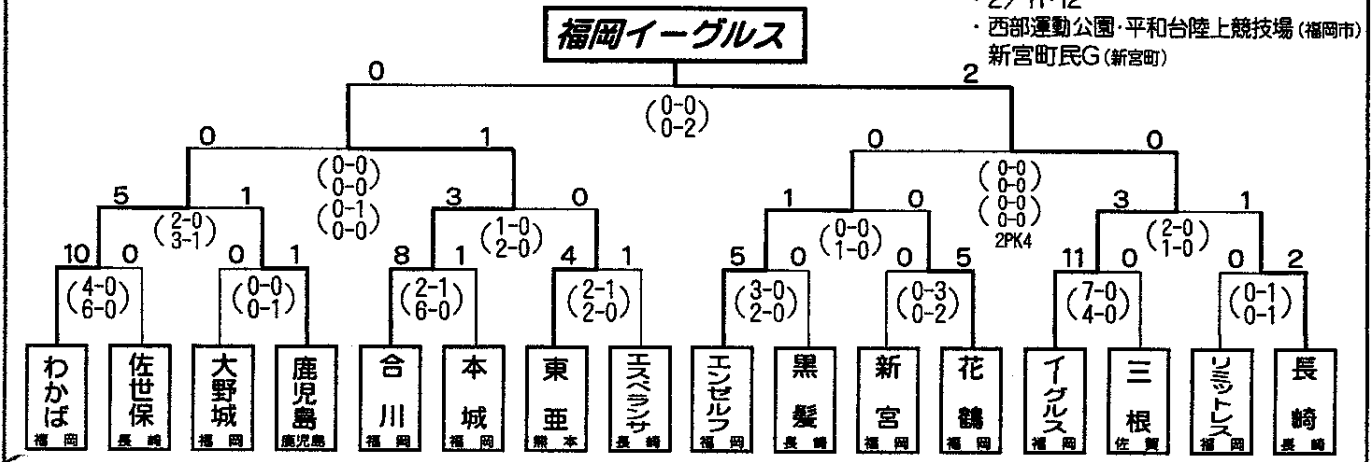 ・2／11・12
福岡イーグルス
・西部運動公園・平和台陸上競技場(福岡市)
新宮町民G(新宮町)
0 2
(0-0
0-2)
0 1 0 0
(0-0
0-0)
(0-1
0-0)
(0-0
0-0)
(0-0
0-0)
2PK4
5 1 3 0 1 0 3 1
(2-0
3-1)
(1-0
2-0)
(0-0
1-0)
(2-0
1-0)
10 0 0 1 8 1 4 1 5 0 0 5 11 0 0 2
(4-0
6-0)
(0-0
0-1)
(2-1
6-0)
(2-1
2-0)
(3-0
2-0)
(0-3
0-2)
(7-0
4-0)
(0-1
0-1)
わかば
福岡
佐世保
長崎
大野城
福岡
鹿児島
鹿児島
合川
福岡
本城
福岡
東亜
熊本
エスペランサ
長崎
エンゼルフ
福岡
黒髪
長崎
新宮
福岡
花鶴
福岡
イーグルス
福岡
三根
佐賀
リミットレス
福岡
長崎
長崎